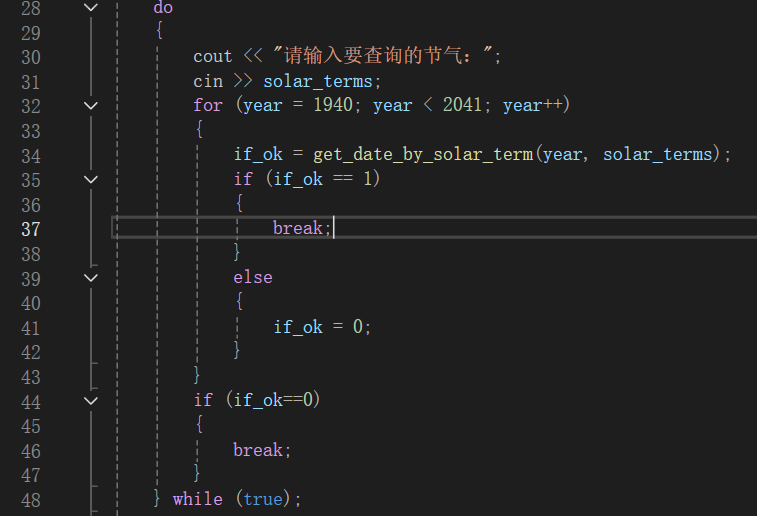 28 do
29 {
30 cout << "请输入要查询的节气：";
31 cin >> solar_terms;
32 for (year = 1940; year < 2041; year++)
33 {
34 if_ok = get_date_by_solar_term(year, solar_terms);
35 if (if_ok == 1)
36 {
37 break;
38 }
39 else
40 {
41 if_ok = 0;
42 }
43 }
44 if (if_ok==0)
45 {
46 break;
47 }
48 } while (true);